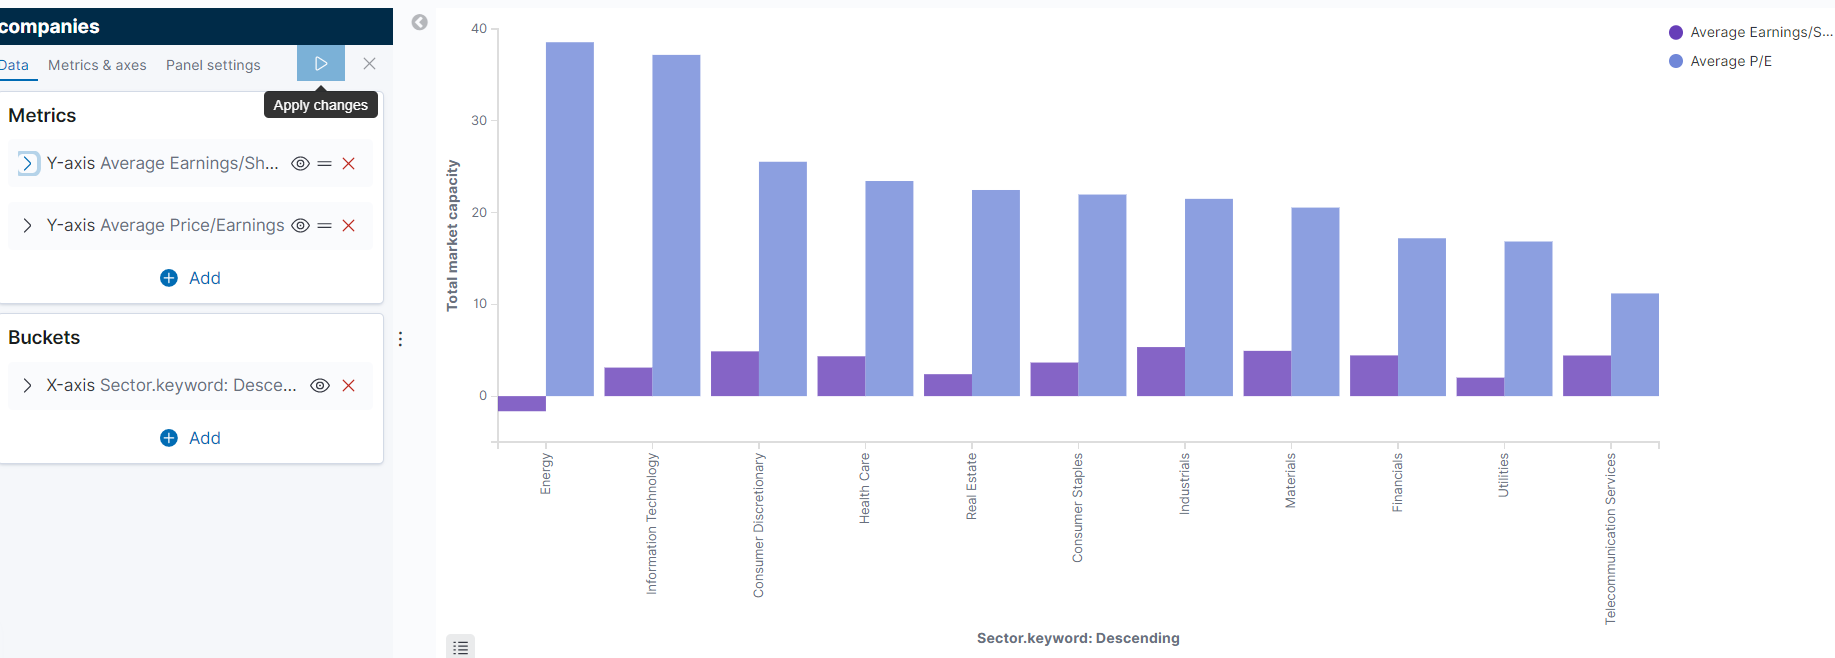 companies
Data Metrics & axes Panel settings
Apply changes
Metrics
Y-axis Average Earnings/Sh...
Y-axis Average Price/Earnings
Add
Buckets
X-axis Sector.keyword: Desce...
Add
Total market capacity
40
30
20
10
0
Energy
Information Technology
Consumer Discretionary
Health Care
Real Estate
Consumer Staples
Industrials
Materials
Financials
Utilities
Telecommunication Services
Sector.keyword: Descending
Average Earnings/S...
Average P/E